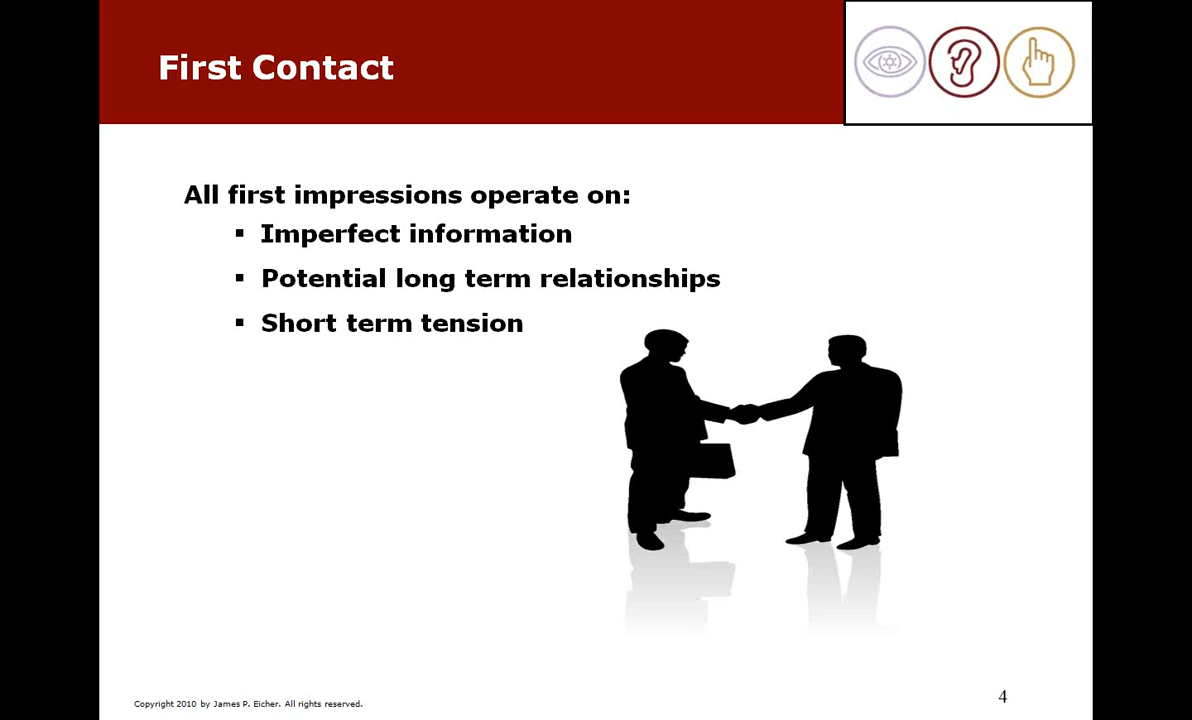 First Contact
All first impressions operate on:
▪ Imperfect information
▪ Potential long term relationships
▪ Short term tension
Copyright 2010 by James P. Eicher. All rights reserved.
4